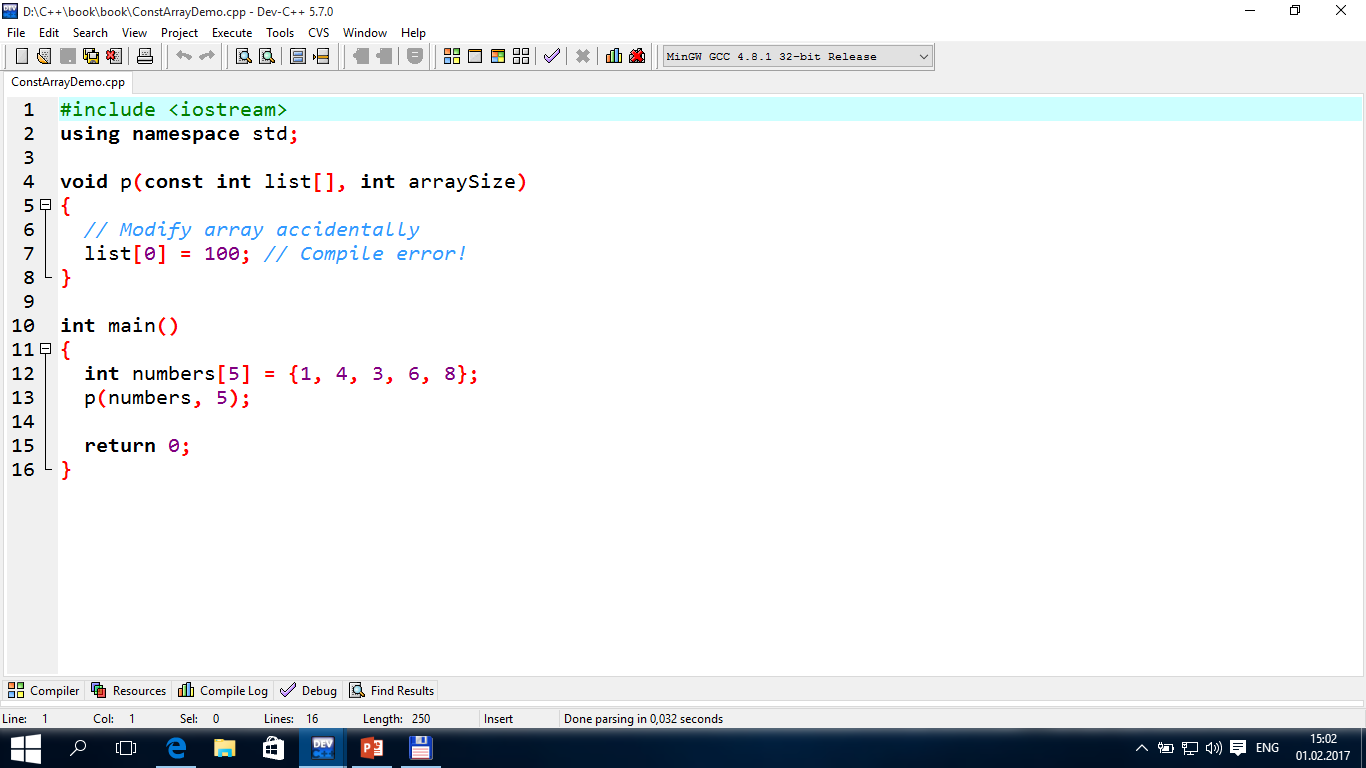 D:\C++\book\book\ConstArrayDemo.cpp - Dev-C++ 5.7.0
File Edit Search View Project Execute Tools CVS Window Help
MinGW GCC 4.8.1 32-bit Release
ConstArrayDemo.cpp
1 #include <iostream>
2 using namespace std;
3
4 void p(const int list[], int arraySize)
5 {
6 // Modify array accidentally
7 list[0] = 100; // Compile error!
8 }
9
10 int main()
11 {
12 int numbers[5] = {1, 4, 3, 6, 8};
13 p(numbers, 5);
14
15 return 0;
16 }
Compiler Resources Compile Log Debug Find Results
Line: 1 Col: 1 Sel: 0 Lines: 16 Length: 250 Insert Done parsing in 0,032 seconds
ENG
15:02
01.02.2017